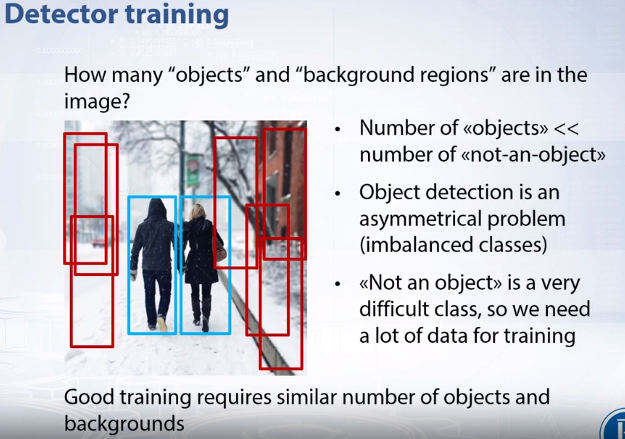 Detector training
How many “objects” and “background regions” are in the
image?
• Number of «objects» <<
number of «not-an-object»
• Object detection is an
asymmetrical problem
(imbalanced classes)
• «Not an object» is a very
difficult class, so we need
a lot of data for training
Good training requires similar number of objects and
backgrounds